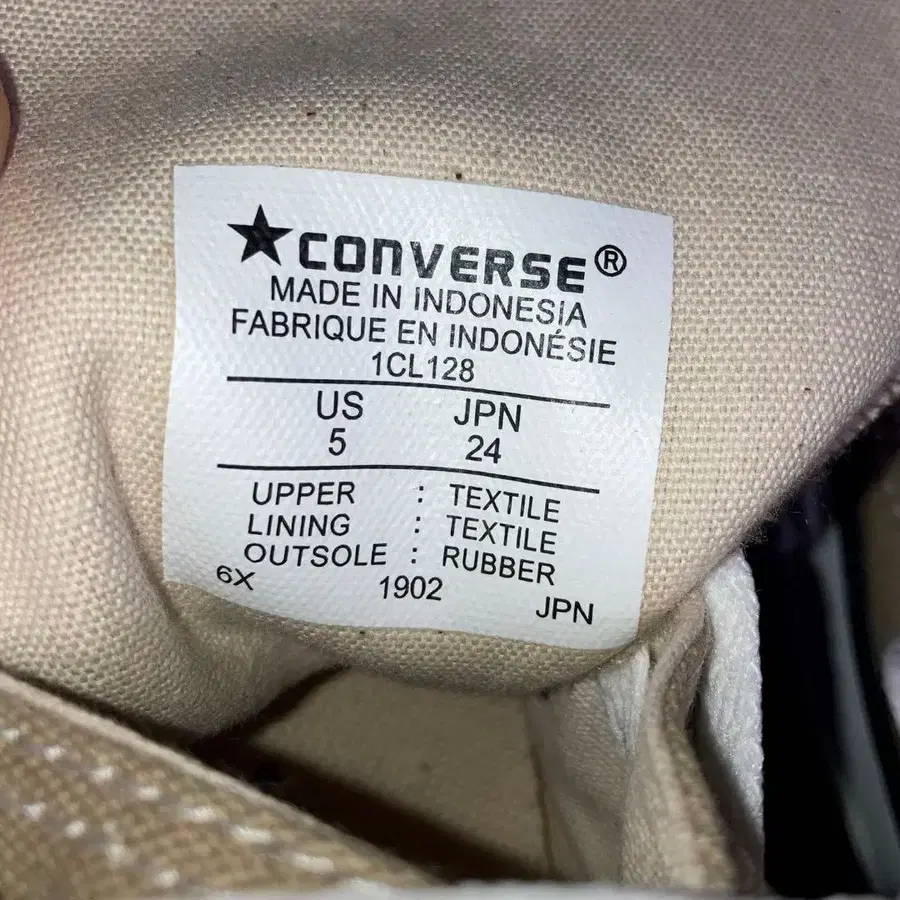 ★CONVERSE®
MADE IN INDONESIA
FABRIQUE EN INDONÉSIE
1CL128
US JPN
5 24
UPPER : TEXTILE
LINING : TEXTILE
OUTSOLE : RUBBER
6X 1902 JPN